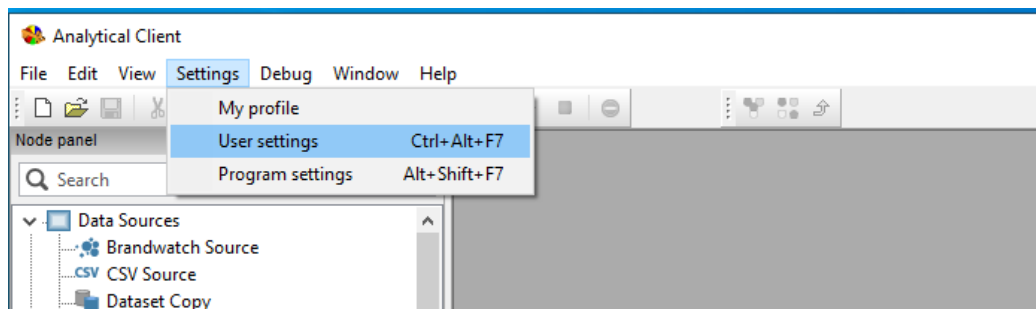 Analytical Client
File Edit View Settings Debug Window Help
My profile
Node panel
User settings Ctrl+Alt+F7
Search
Program settings Alt+Shift+F7
Data Sources
Brandwatch Source
CSV CSV Source
Dataset Copy